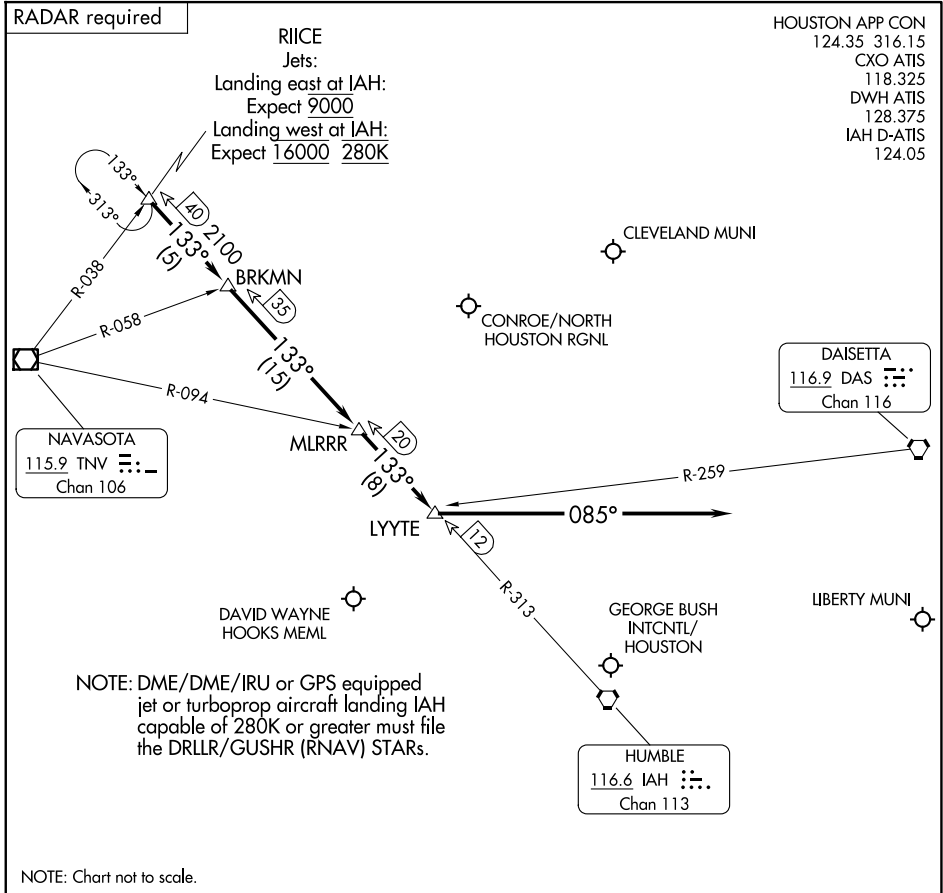 RADAR required
HOUSTON APP CON
124.35 316.15
CXO ATIS
118.325
DWH ATIS
128.375
IAH D-ATIS
124.05
RIICE
Jets:
Landing east at IAH:
Expect 9000
Landing west at IAH:
Expect 16000 280K
133°
313°
40
2100
133°
(5)
R-038
BRKMN
35
R-058
133°
(15)
R-094
CLEVELAND MUNI
CONROE/NORTH
HOUSTON RGNL
DAISETTA
116.9 DAS
Chan 116
NAVASOTA
115.9 TNV
Chan 106
MLRRR
20
133°
(8)
R-259
LYYTE
085°
12
R-313
DAVID WAYNE
HOOKS MEML
GEORGE BUSH
INTCNTL/
HOUSTON
LIBERTY MUNI
NOTE: DME/DME/IRU or GPS equipped
jet or turboprop aircraft landing IAH
capable of 280K or greater must file
the DRLLR/GUSHR (RNAV) STARs.
HUMBLE
116.6 IAH
Chan 113
NOTE: Chart not to scale.